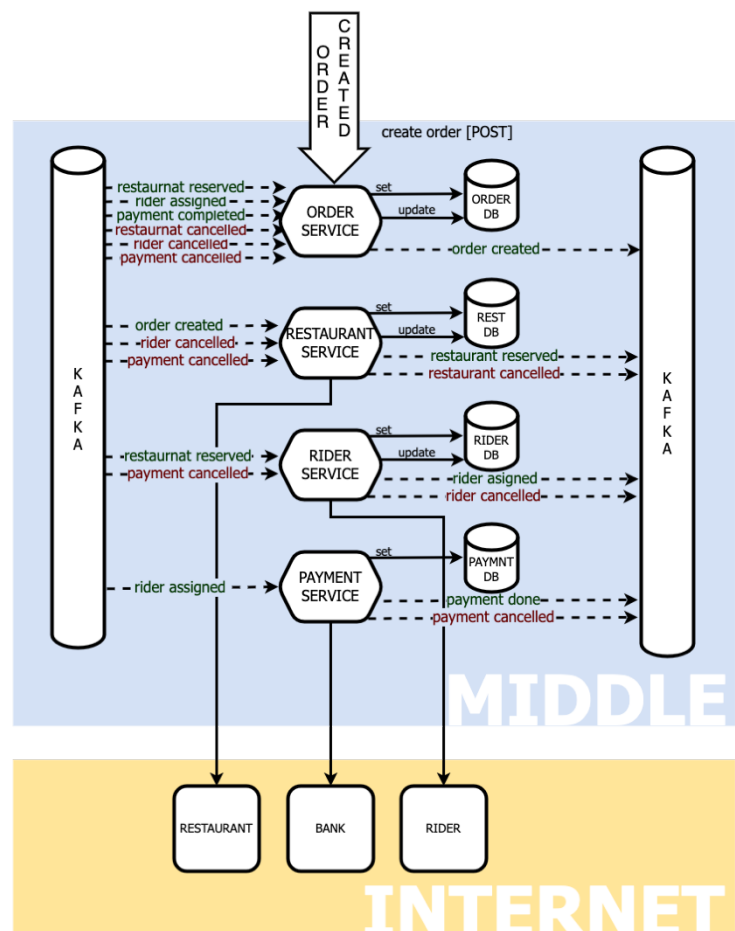 ORDER
CREATED
create order [POST]
restaurnat reserved
rider assigned
payment completed
restaurnat cancelled
rider cancelled
payment cancelled
ORDER
SERVICE
set
update
ORDER
DB
order created
order created
rider cancelled
payment cancelled
RESTAURANT
SERVICE
set
update
REST
DB
restaurant reserved
restaurant cancelled
KAFKA
KAFKA
restaurnat reserved
payment cancelled
RIDER
SERVICE
set
update
RIDER
DB
rider asigned
rider cancelled
rider assigned
PAYMENT
SERVICE
set
PAYMNT
DB
payment done
payment cancelled
MIDDLE
RESTAURANT
BANK
RIDER
INTERNET